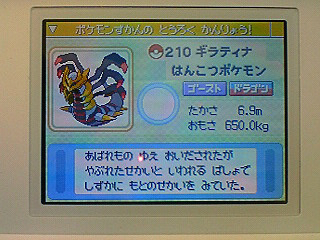 ポケモンずかんの とうろく かんりょう!
210 ギラティナ
はんこつポケモン
ゴースト ドラゴン
たかさ 6.9m
おもさ 650.0kg
あばれもの ゆえ おいだされたが
やぶれたせかいと いわれる ばしょで
しずかに もとのせかいを みていた。